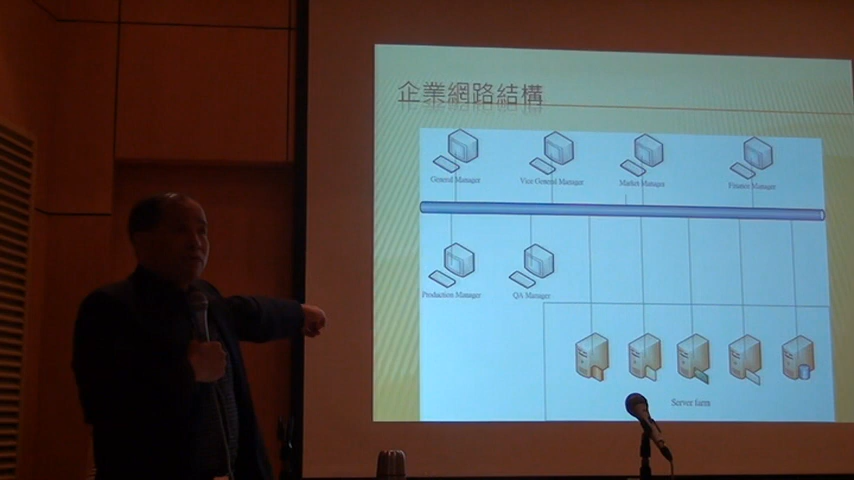 企業網路結構
General Manager
Vice General Manager
Market Manager
Finance Manager
Production Manager
QA Manager
Server farm